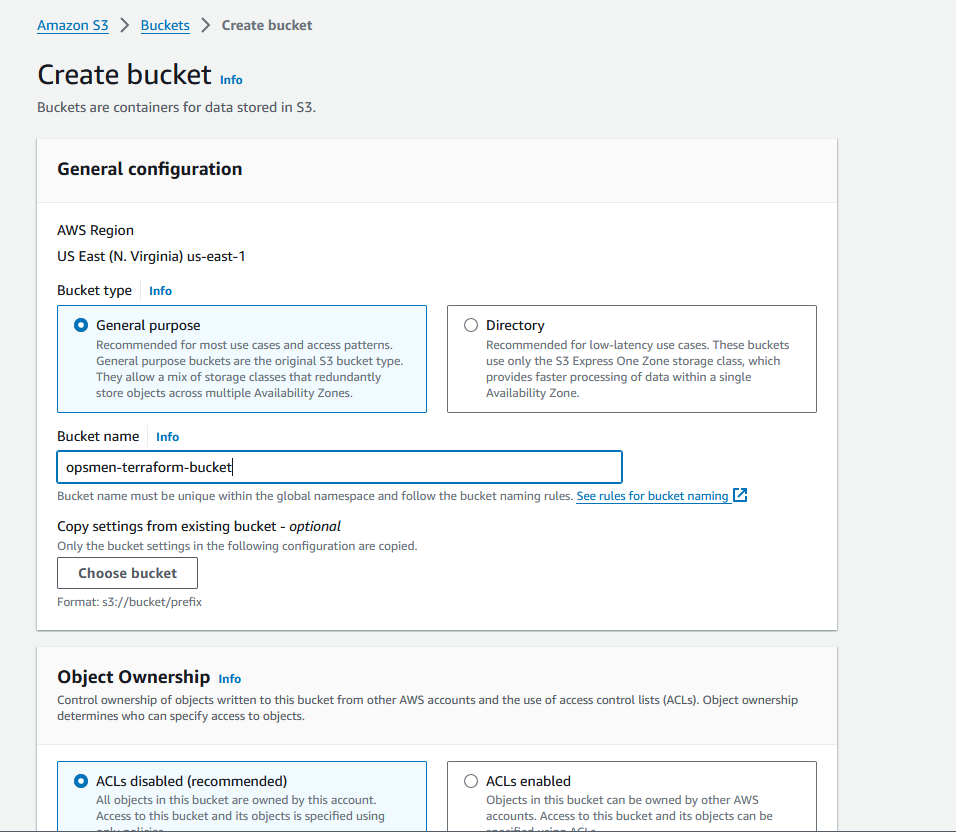 Amazon S3 > Buckets > Create bucket
Create bucket Info
Buckets are containers for data stored in S3.
General configuration
AWS Region
US East (N. Virginia) us-east-1
Bucket type Info
General purpose
Recommended for most use cases and access patterns.
General purpose buckets are the original S3 bucket type.
They allow a mix of storage classes that redundantly
store objects across multiple Availability Zones.
Directory
Recommended for low-latency use cases. These buckets
use only the S3 Express One Zone storage class, which
provides faster processing of data within a single
Availability Zone.
Bucket name Info
opsmen-terraform-bucket
Bucket name must be unique within the global namespace and follow the bucket naming rules. See rules for bucket naming
Copy settings from existing bucket - optional
Only the bucket settings in the following configuration are copied.
Choose bucket
Format: s3://bucket/prefix
Object Ownership Info
Control ownership of objects written to this bucket from other AWS accounts and the use of access control lists (ACLs). Object ownership
determines who can specify access to objects.
ACLs disabled (recommended)
All objects in this bucket are owned by this account.
Access to this bucket and its objects is specified using
only policies.
ACLs enabled
Objects in this bucket can be owned by other AWS
accounts. Access to this bucket and its objects can be
specified using ACLs.